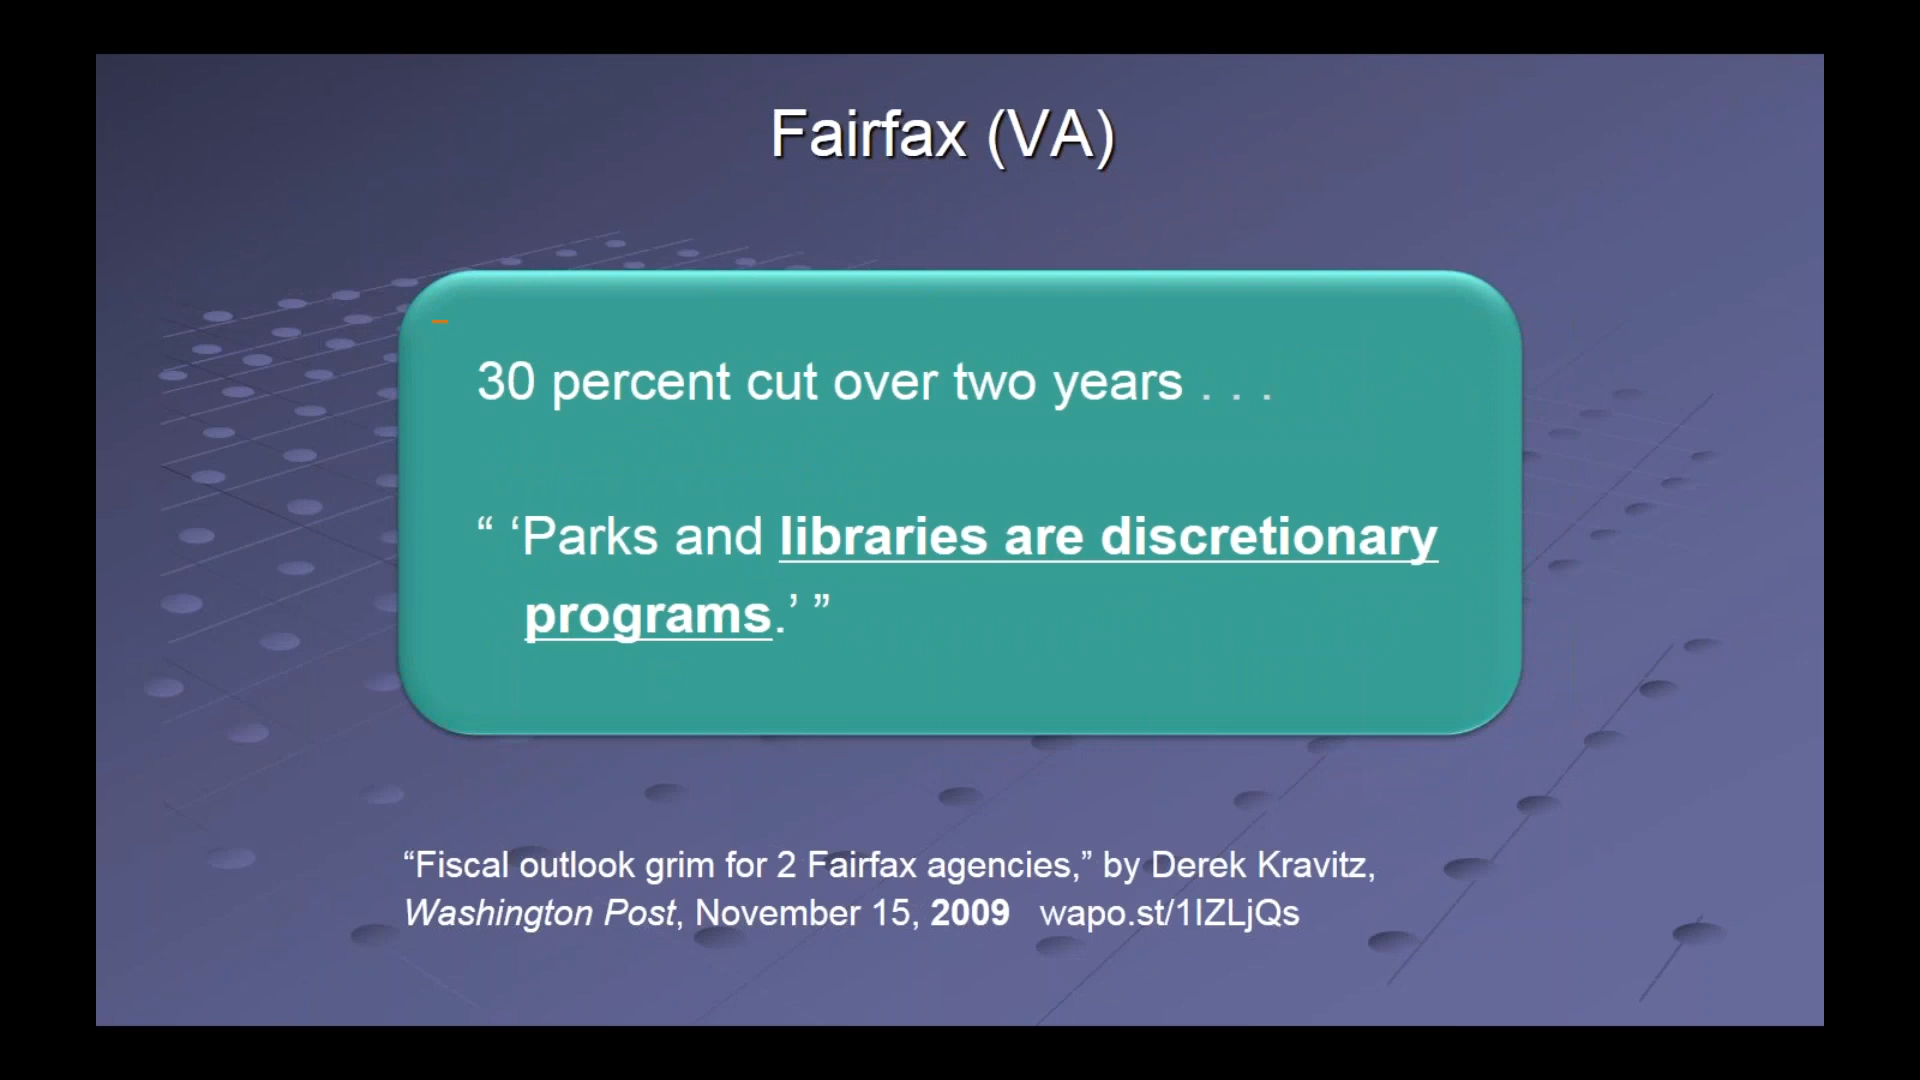 Fairfax (VA)
30 percent cut over two years . . .
“ ‘Parks and libraries are discretionary
programs.’ ”
“Fiscal outlook grim for 2 Fairfax agencies,” by Derek Kravitz,
Washington Post, November 15, 2009 wapo.st/1IZLjQs